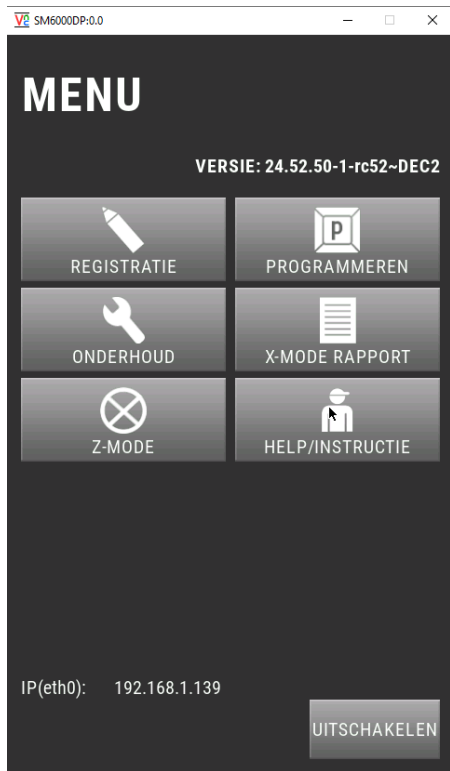 SM6000DP:0.0
MENU
VERSIE: 24.52.50-1-rc52~DEC2
REGISTRATIE
P
PROGRAMMEREN
ONDERHOUD
X-MODE RAPPORT
Z-MODE
HELP/INSTRUCTIE
IP(eth0): 192.168.1.139
UITSCHAKELEN